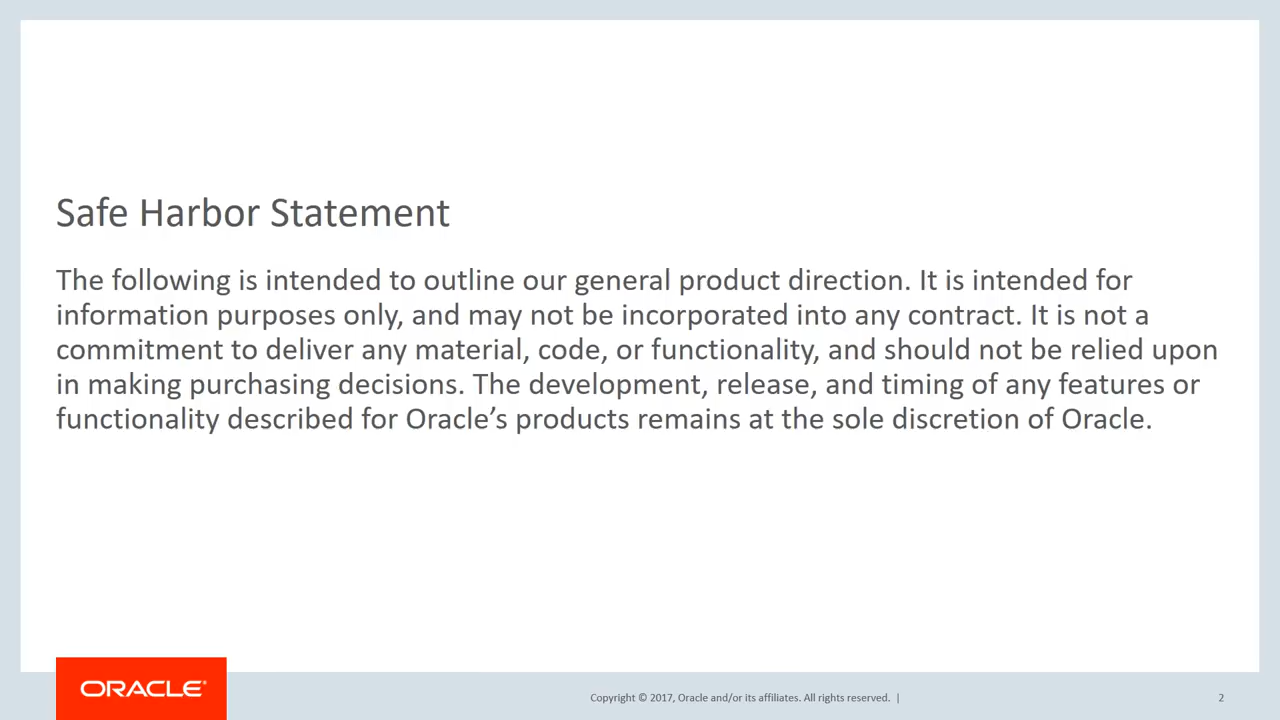 Safe Harbor Statement
The following is intended to outline our general product direction. It is intended for
information purposes only, and may not be incorporated into any contract. It is not a
commitment to deliver any material, code, or functionality, and should not be relied upon
in making purchasing decisions. The development, release, and timing of any features or
functionality described for Oracle’s products remains at the sole discretion of Oracle.
ORACLE®
Copyright © 2017, Oracle and/or its affiliates. All rights reserved. |
2